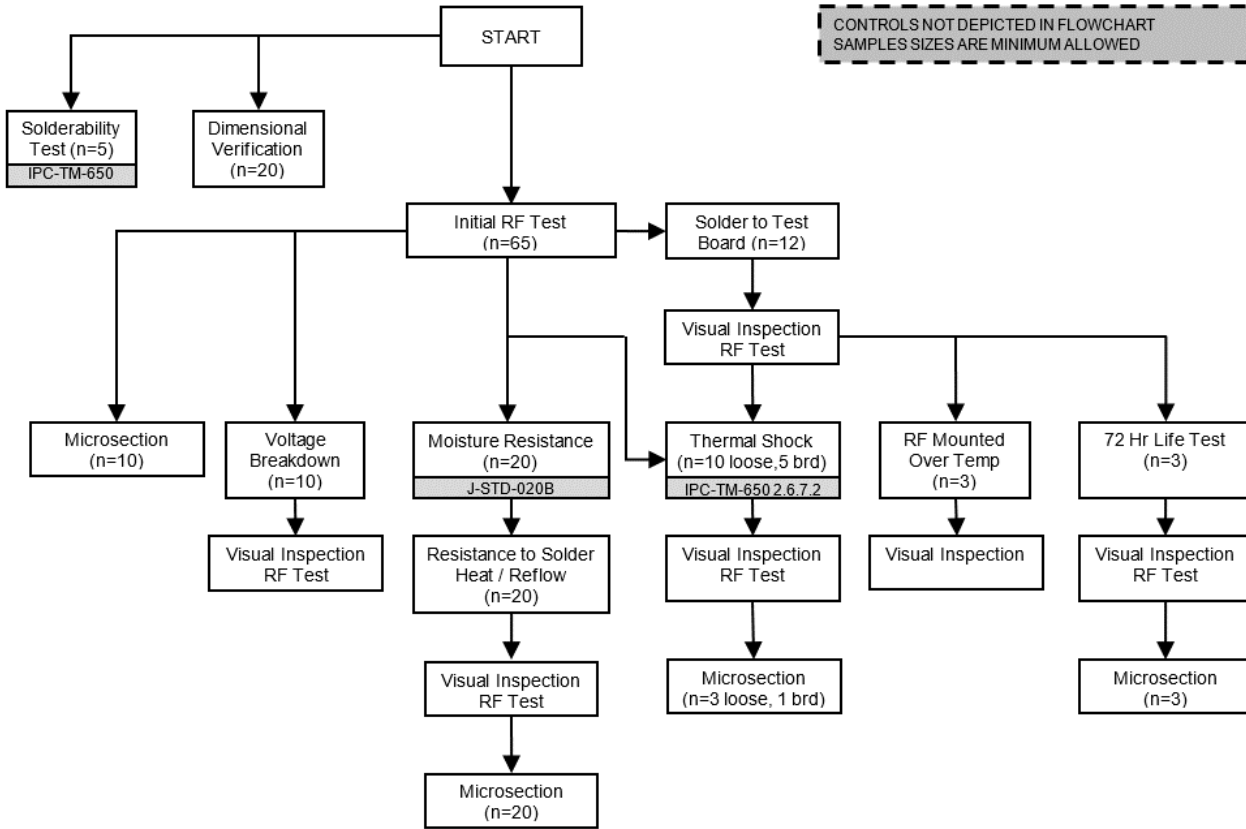 START
CONTROLS NOT DEPICTED IN FLOWCHART
SAMPLES SIZES ARE MINIMUM ALLOWED
Solderability
Test (n=5)
IPC-TM-650
Dimensional
Verification
(n=20)
Initial RF Test
(n=65)
Solder to Test
Board (n=12)
Visual Inspection
RF Test
Microsection
(n=10)
Voltage
Breakdown
(n=10)
Moisture Resistance
(n=20)
J-STD-020B
Thermal Shock
(n=10 loose,5 brd)
IPC-TM-650 2.6.7.2
RF Mounted
Over Temp
(n=3)
72 Hr Life Test
(n=3)
Visual Inspection
RF Test
Resistance to Solder
Heat / Reflow
(n=20)
Visual Inspection
RF Test
Visual Inspection
Visual Inspection
RF Test
Visual Inspection
RF Test
Microsection
(n=3 loose, 1 brd)
Microsection
(n=3)
Microsection
(n=20)